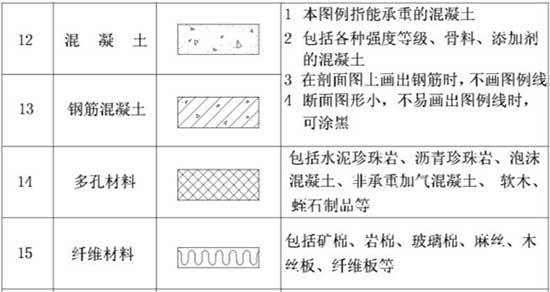 12
混凝土
1 本图例指能承重的混凝土
2 包括各种强度等级、骨料、添加剂
的混凝土
3 在剖面图上画出钢筋时，不画图例线
4 断面图形小，不易画出图例线时，
可涂黑
13
钢筋混凝土
14
多孔材料
包括水泥珍珠岩、沥青珍珠岩、泡沫
混凝土、非承重加气混凝土、软木、
蛭石制品等
15
纤维材料
包括矿棉、岩棉、玻璃棉、麻丝、木
丝板、纤维板等